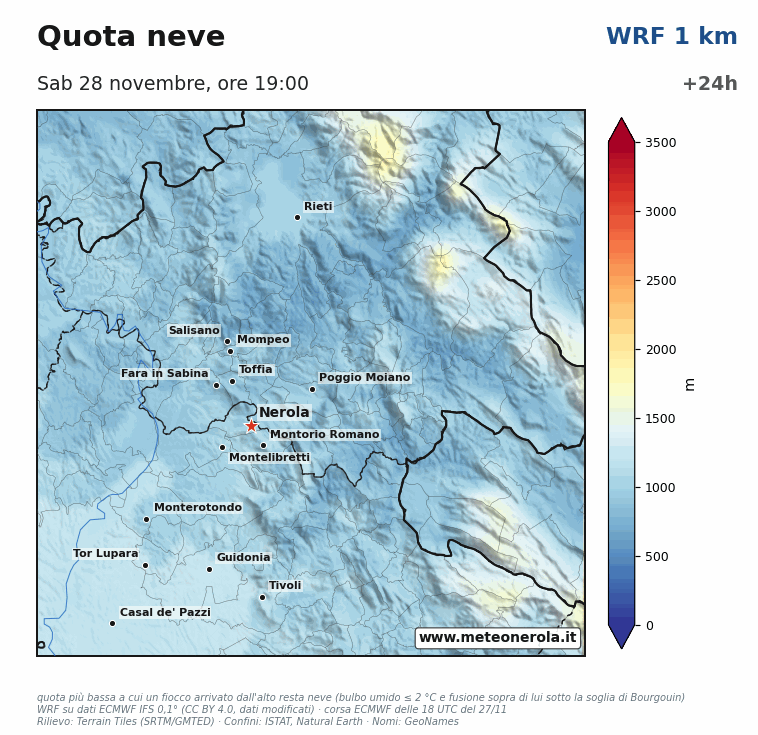 Quota neve
WRF 1 km
Sab 28 novembre, ore 19:00
+24h
Rieti
Salisano
Mompeo
Fara in Sabina
Toffia
Poggio Moiano
Nerola
Montorio Romano
Montelibretti
Monterotondo
Tor Lupara
Guidonia
Tivoli
Casal de' Pazzi
www.meteonerola.it
3500
3000
2500
2000
1500
1000
500
0
m
quota più bassa a cui un fiocco arrivato dall'alto resta neve (bulbo umido ≤ 2 °C e fusione sopra di lui sotto la soglia di Bourgouin)
WRF su dati ECMWF IFS 0,1° (CC BY 4.0, dati modificati) · corsa ECMWF delle 18 UTC del 27/11
Rilievo: Terrain Tiles (SRTM/GMTED) · Confini: ISTAT, Natural Earth · Nomi: GeoNames